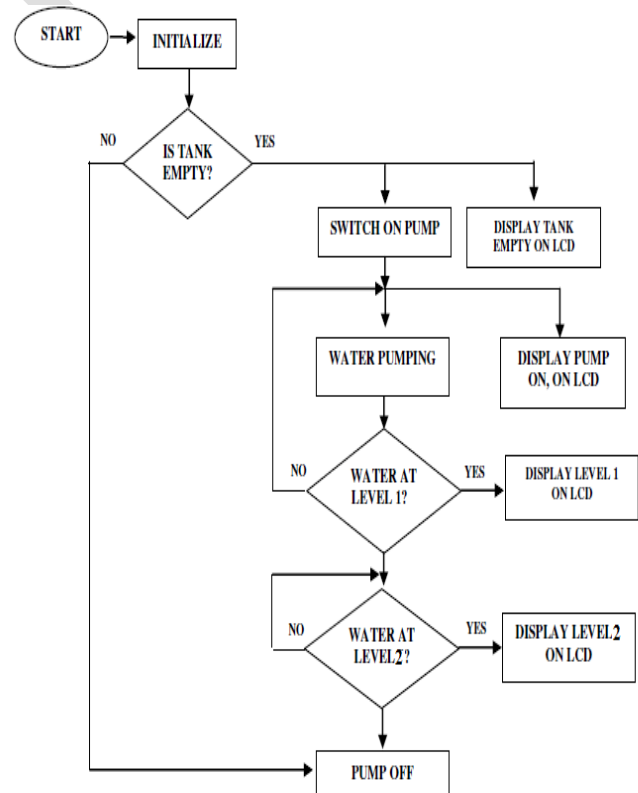 START
INITIALIZE
NO
IS TANK
EMPTY?
YES
SWITCH ON PUMP
DISPLAY TANK
EMPTY ON LCD
WATER PUMPING
DISPLAY PUMP
ON, ON LCD
NO
WATER AT
LEVEL 1?
YES
DISPLAY LEVEL 1
ON LCD
NO
WATER AT
LEVEL2?
YES
DISPLAY LEVEL2
ON LCD
PUMP OFF